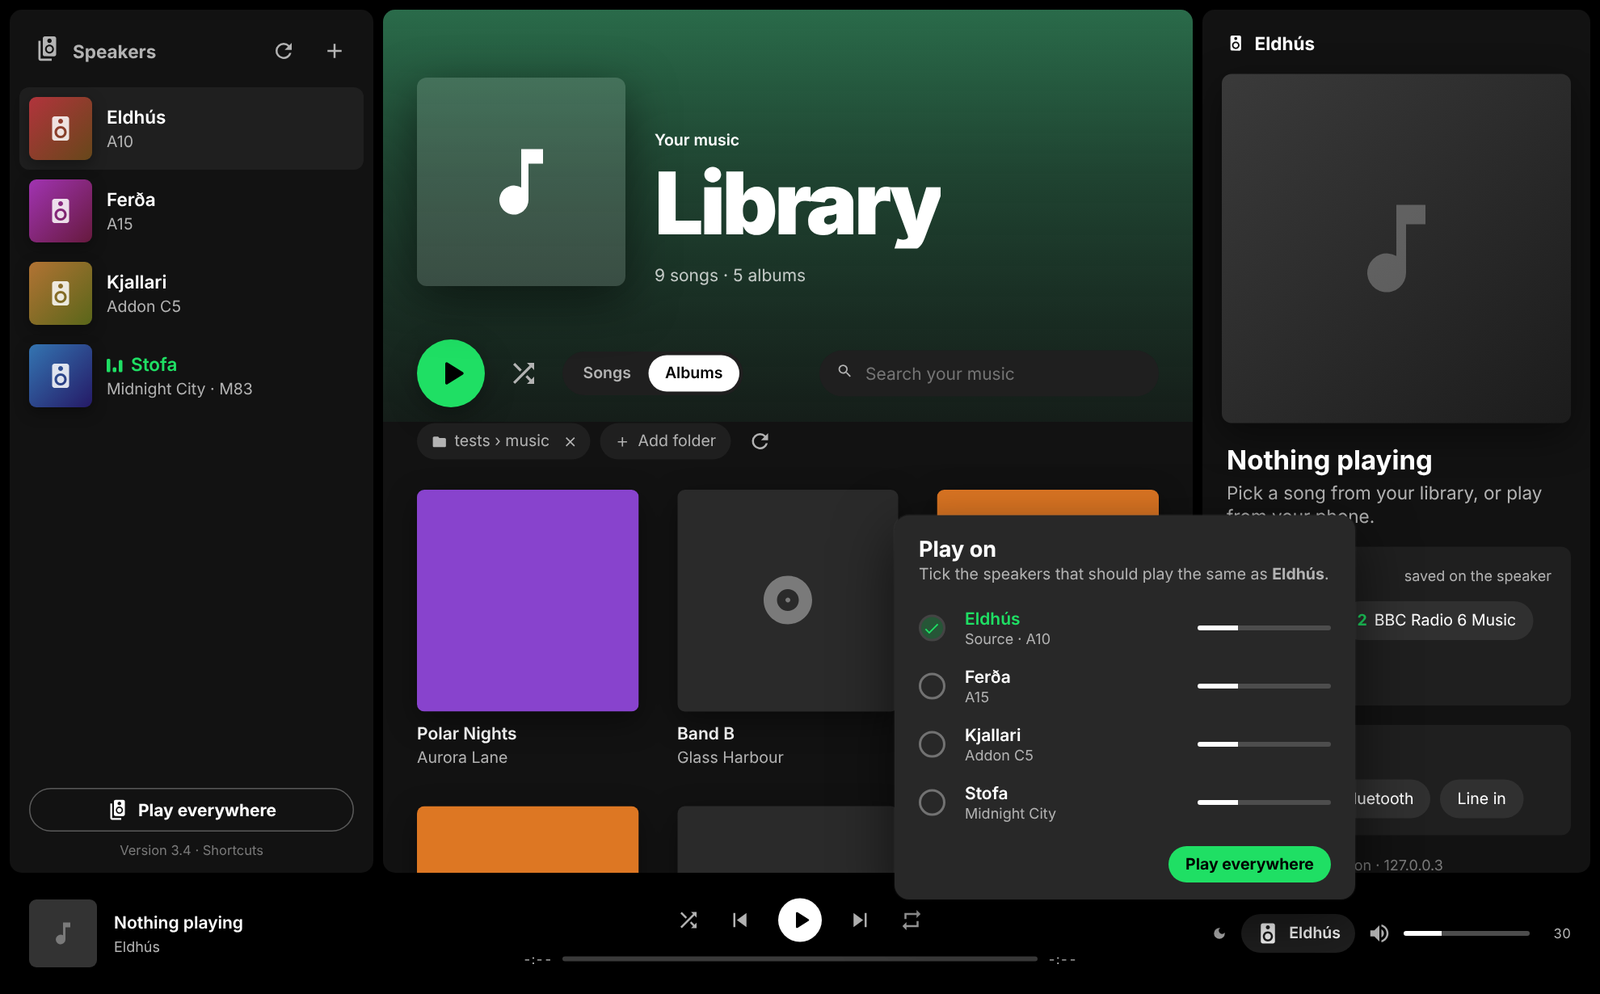 Speakers
Eldhús
A10
Ferða
A15
Kjallari
Addon C5
Stofa
Midnight City · M83
Play everywhere
Version 3.4 · Shortcuts
Your music
Library
9 songs · 5 albums
Songs
Albums
Search your music
tests › music
Add folder
Polar Nights
Aurora Lane
Band B
Glass Harbour
Eldhús
Nothing playing
Pick a song from your library, or play
from your phone.
saved on the speaker
2 BBC Radio 6 Music
Line in
127.0.0.3
Play on
Tick the speakers that should play the same as Eldhús.
Eldhús
Source · A10
Ferða
A15
Kjallari
Addon C5
Stofa
Midnight City
Play everywhere
Nothing playing
Eldhús
-:--
-:--
Eldhús
30